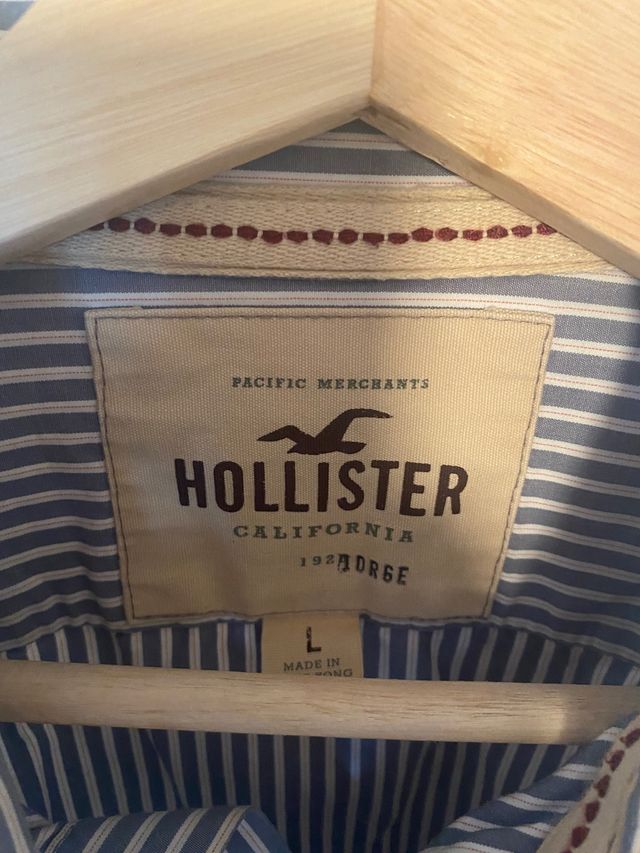 PACIFIC MERCHANTS
HOLLISTER
CALIFORNIA
L
MADE IN